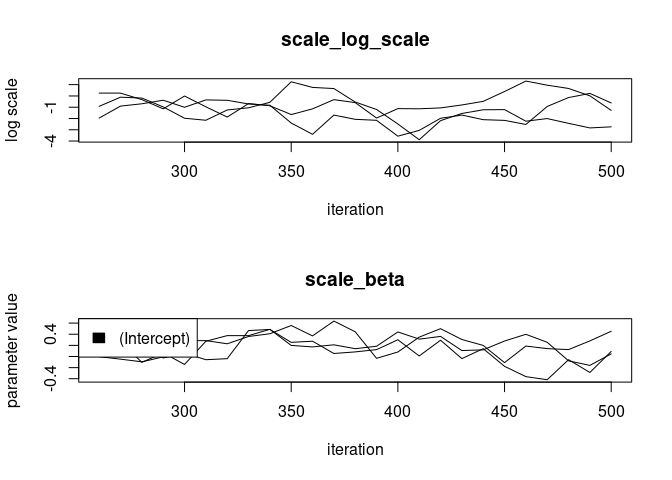 scale_log_scale
log scale
-1
-4
300
350
400
450
500
iteration
scale_beta
parameter value
0.4
-0.4
(Intercept)
300
350
400
450
500
iteration